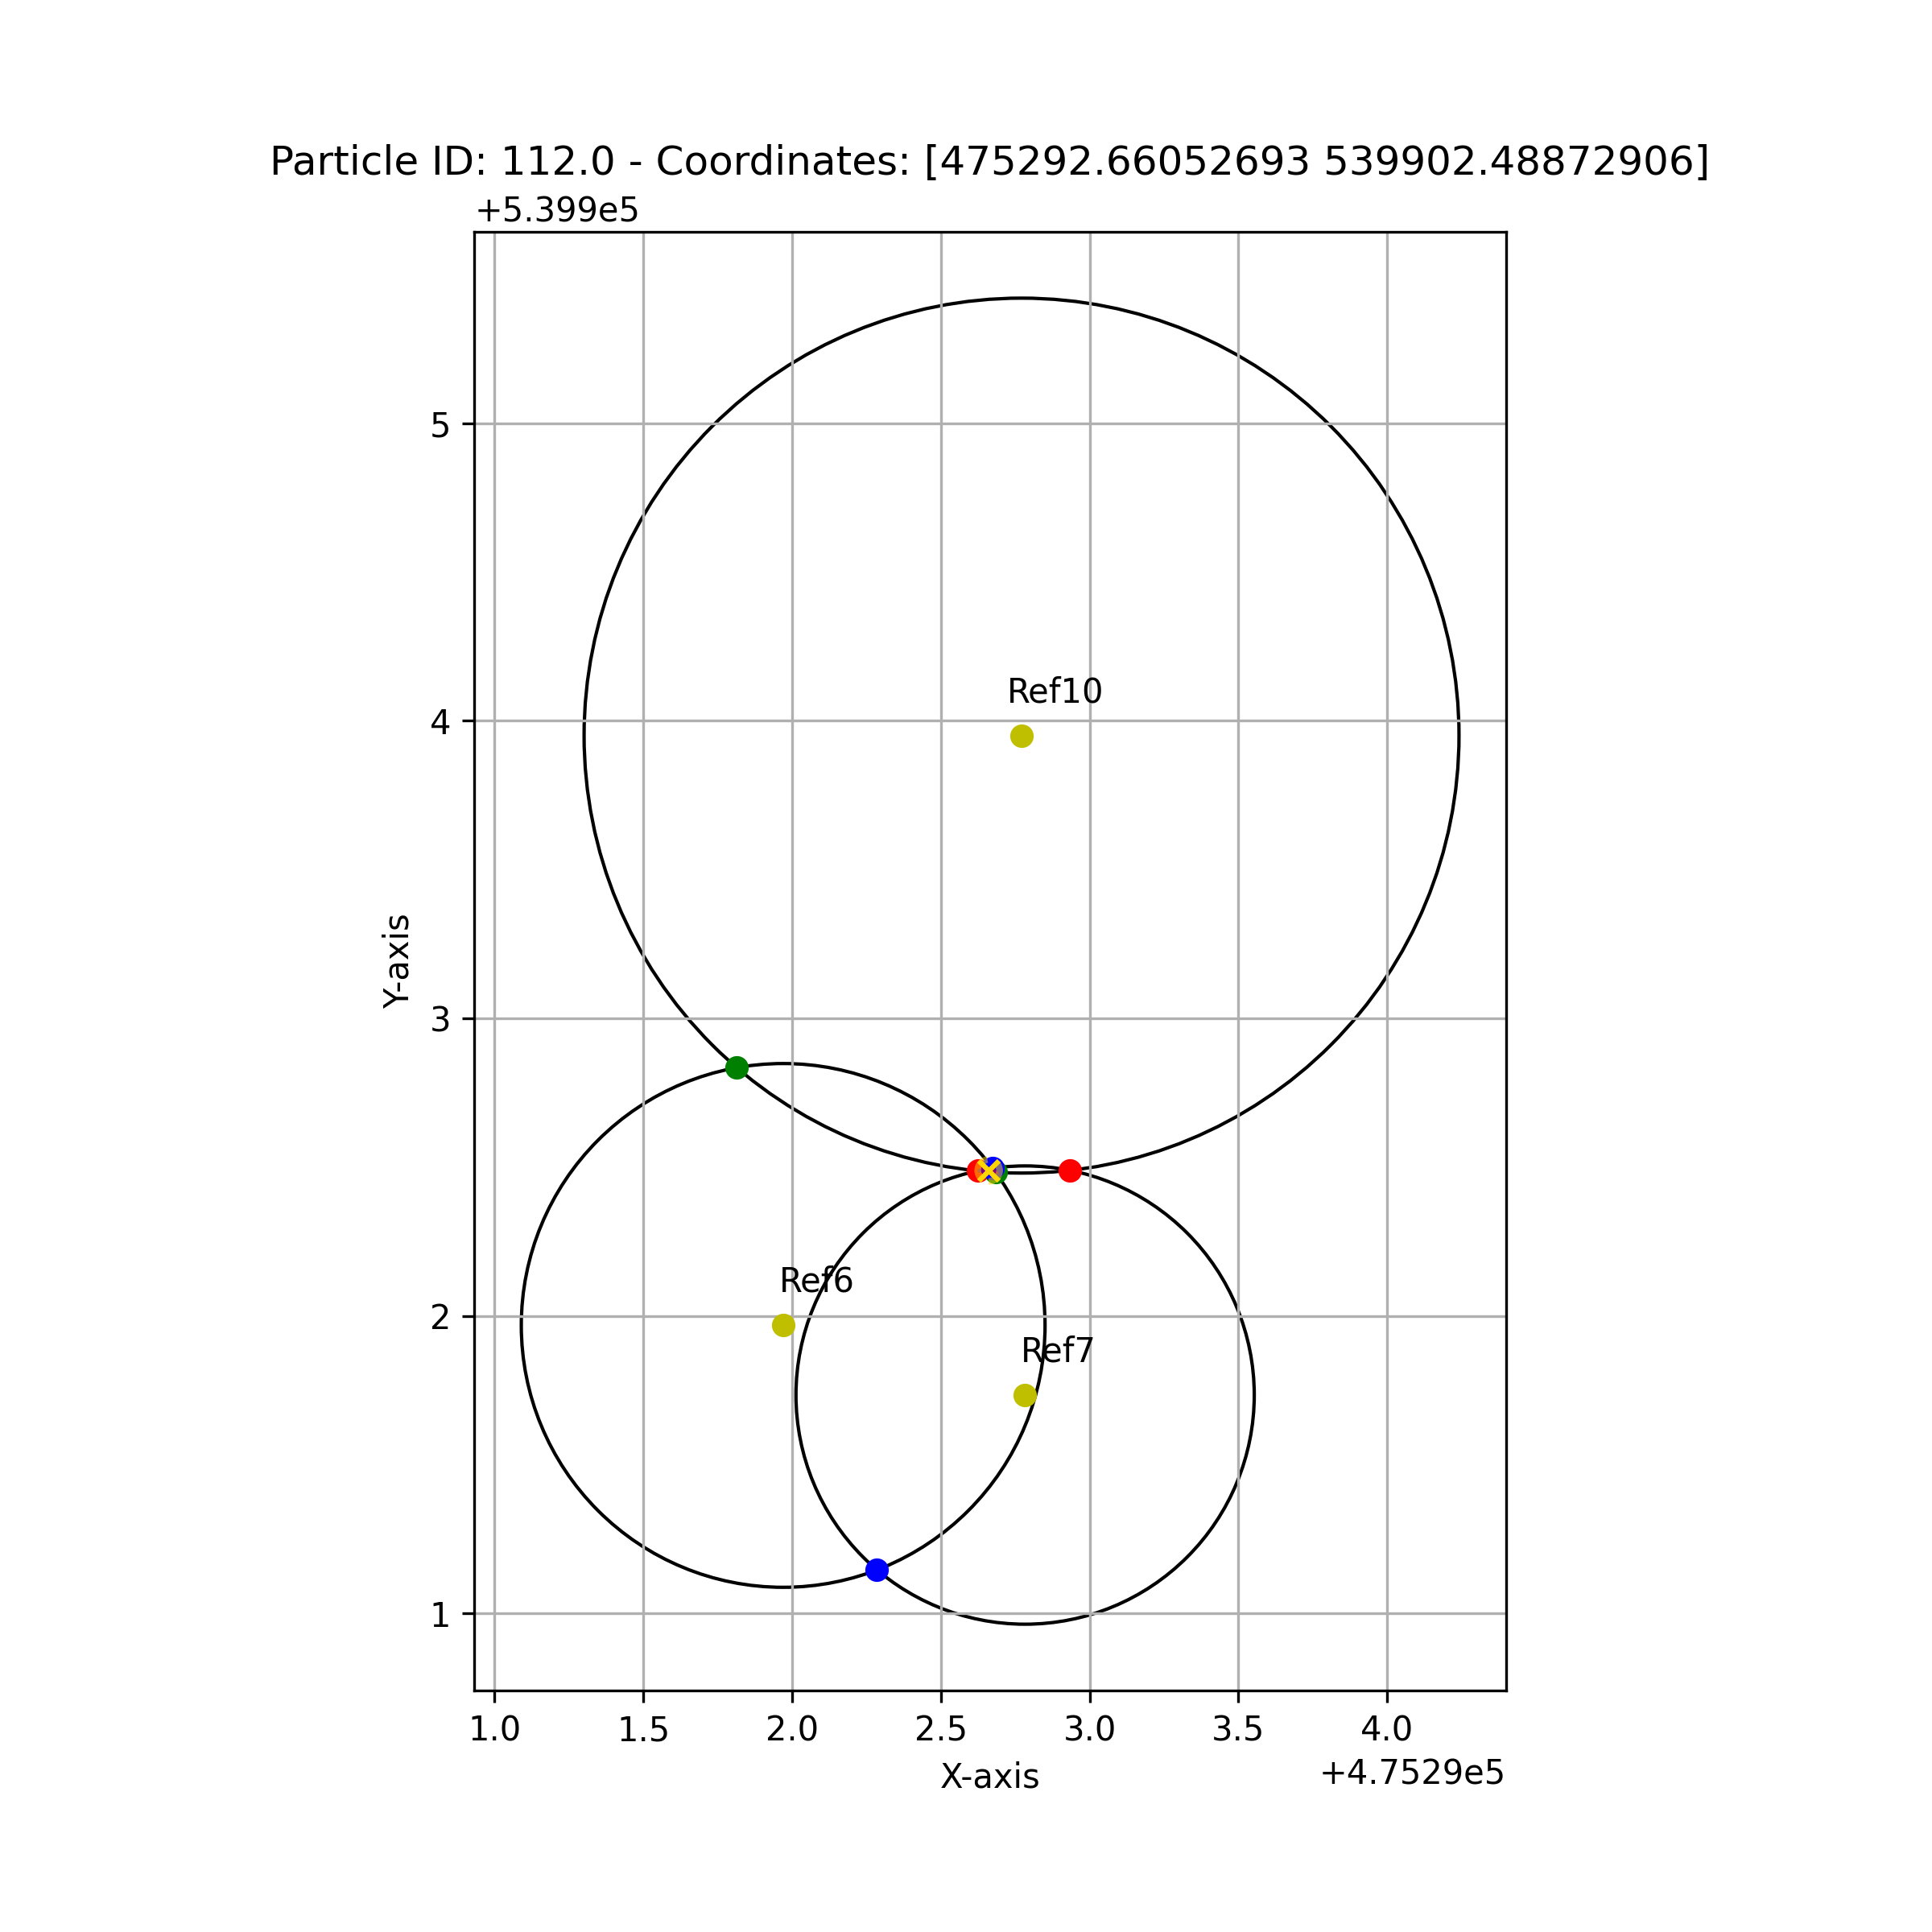 Particle ID: 112.0 - Coordinates: [475292.66052693 539902.48872906]
+5.399e5
5
Ref10
4
Y-axis
3
Ref6
2
Ref7
1
1.0 1.5 2.0 2.5 3.0 3.5 4.0
X-axis
+4.7529e5